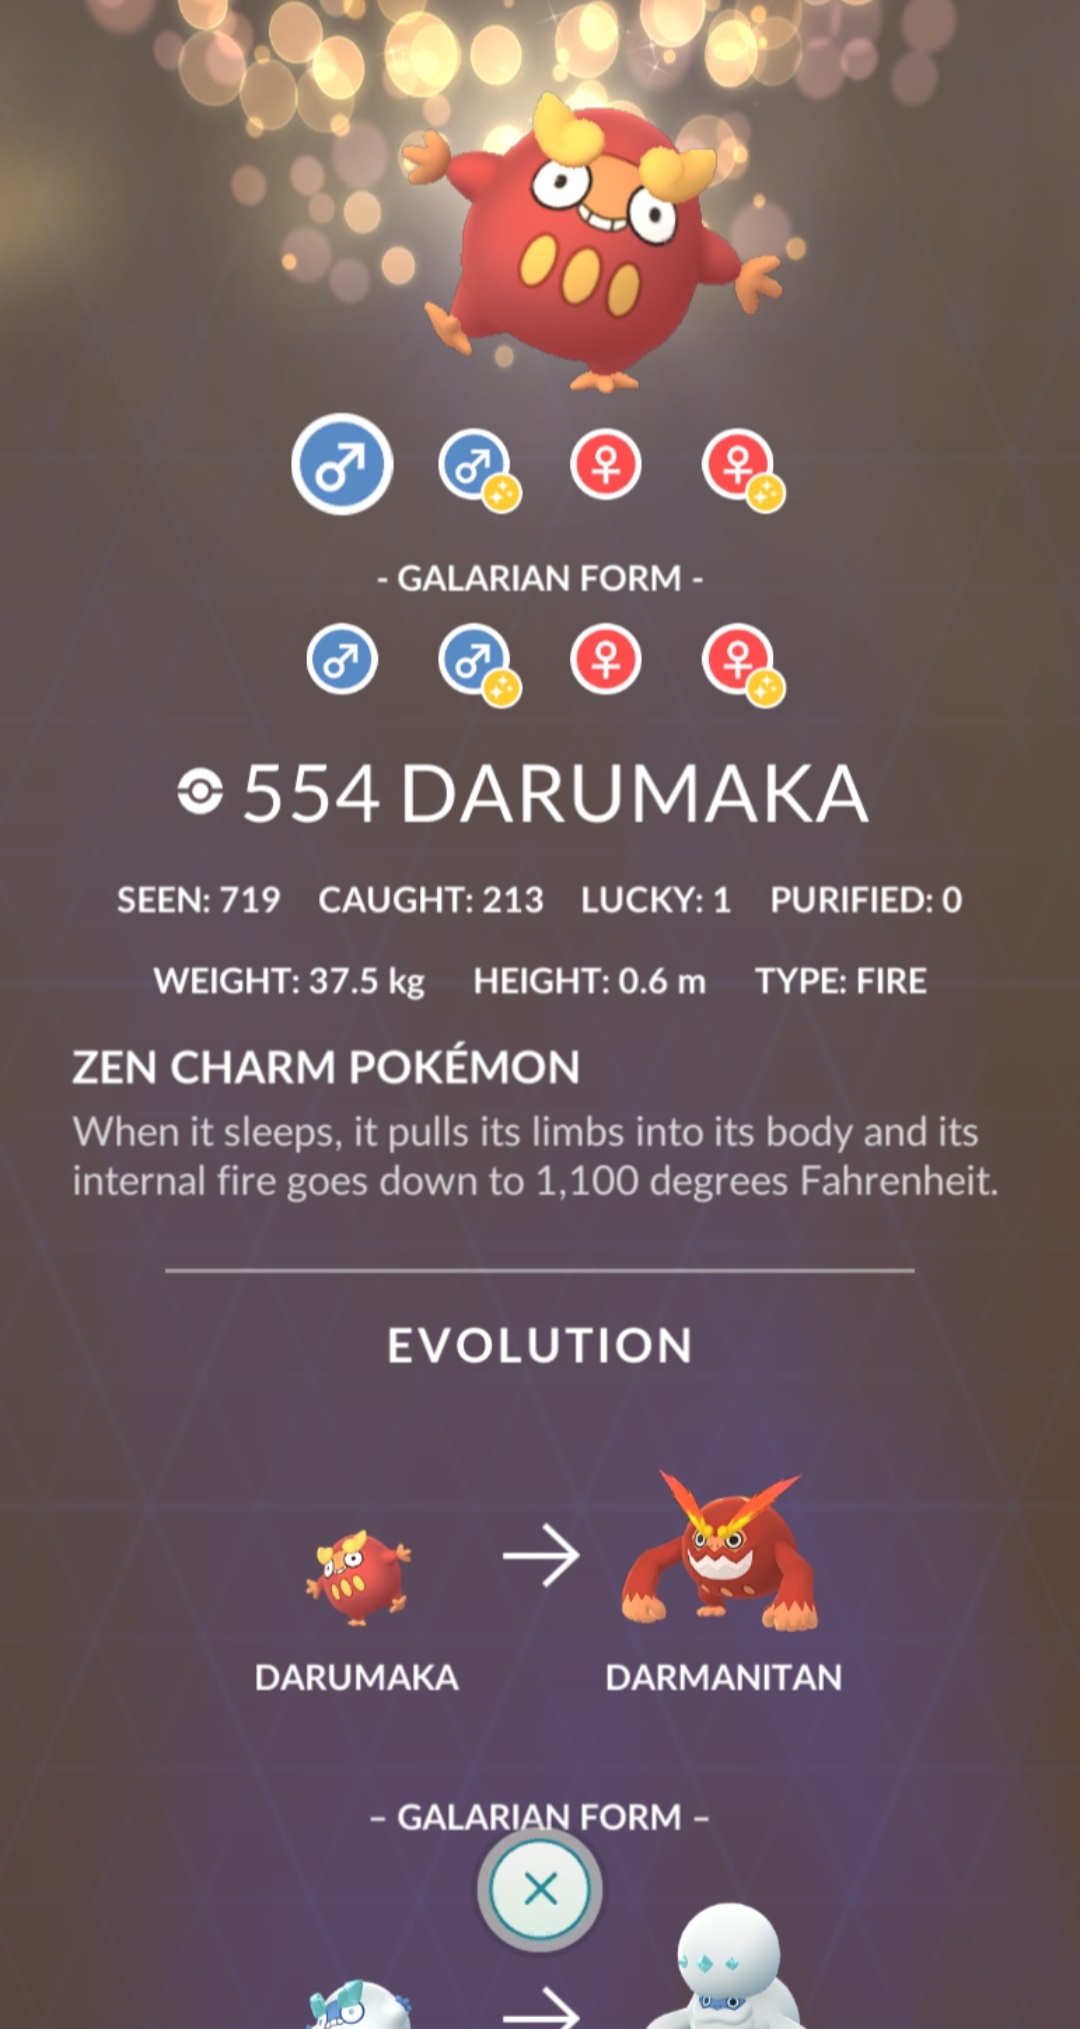 - GALARIAN FORM -
554 DARUMAKA
SEEN: 719 CAUGHT: 213 LUCKY: 1 PURIFIED: 0
WEIGHT: 37.5 kg HEIGHT: 0.6 m TYPE: FIRE
ZEN CHARM POKÉMON
When it sleeps, it pulls its limbs into its body and its
internal fire goes down to 1,100 degrees Fahrenheit.
EVOLUTION
DARUMAKA DARMANITAN
– GALARIAN FORM –